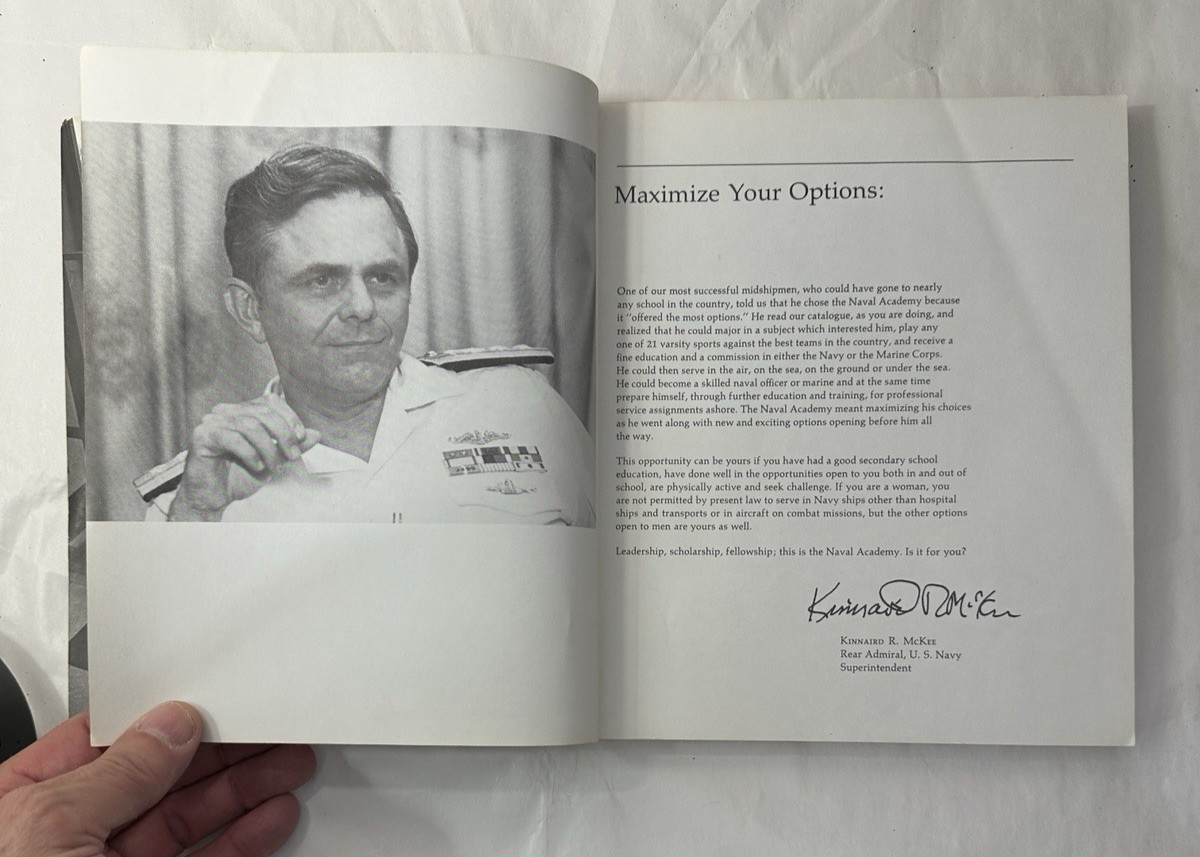 Maximize Your Options:
One of our most successful midshipmen, who could have gone to nearly
any school in the country, told us that he chose the Naval Academy because
it "offered the most options." He read our catalogue, as you are doing, and
realized that he could major in a subject which interested him, play any
one of 21 varsity sports against the best teams in the country, and receive a
fine education and a commission in either the Navy or the Marine Corps.
He could then serve in the air, on the sea, on the ground or under the sea.
He could become a skilled naval officer or marine and at the same time
prepare himself, through further education and training, for professional
service assignments ashore. The Naval Academy meant maximizing his choices
as he went along with new and exciting options opening before him all
the way.
This opportunity can be yours if you have had a good secondary school
education, have done well in the opportunities open to you both in and out of
school, are physically active and seek challenge. If you are a woman, you
are not permitted by present law to serve in Navy ships other than hospital
ships and transports or in aircraft on combat missions, but the other options
open to men are yours as well.
Leadership, scholarship, fellowship; this is the Naval Academy. Is it for you?
Kinnaird R McKee
KINNAIRD R. MCKEE
Rear Admiral, U. S. Navy
Superintendent